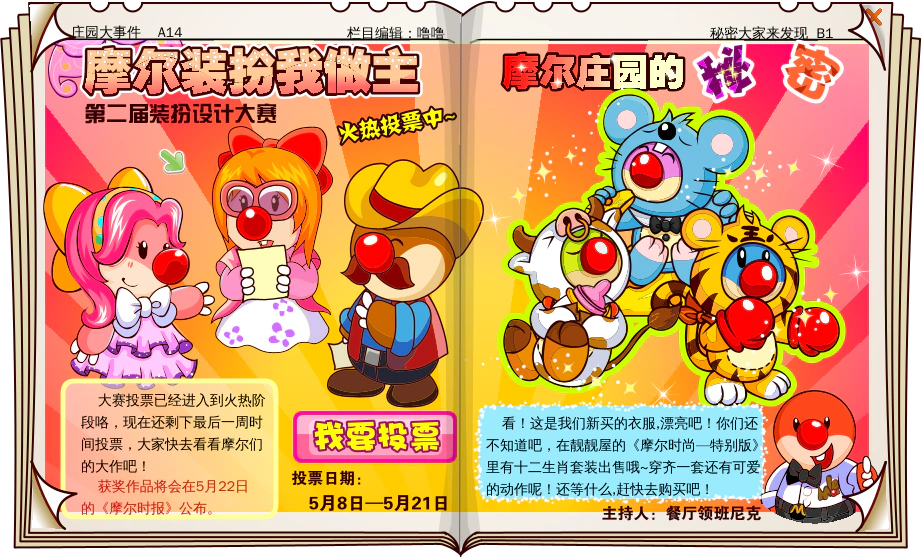 庄园大事件 A14
栏目编辑：噜噜
摩尔装扮我做主
第二届装扮设计大赛
火热投票中~
大赛投票已经进入到火热阶
段咯，现在还剩下最后一周时
间投票，大家快去看看摩尔们
的大作吧！
获奖作品将会在5月22日
的《摩尔时报》公布。
我要投票
投票日期：
5月8日—5月21日
秘密大家来发现 B1
摩尔庄园的 秘密
王
看！这是我们新买的衣服,漂亮吧！你们还
不知道吧，在靓靓屋的《摩尔时尚—特别版》
里有十二生肖套装出售哦~穿齐一套还有可爱
的动作呢！还等什么,赶快去购买吧！
主持人：餐厅领班尼克